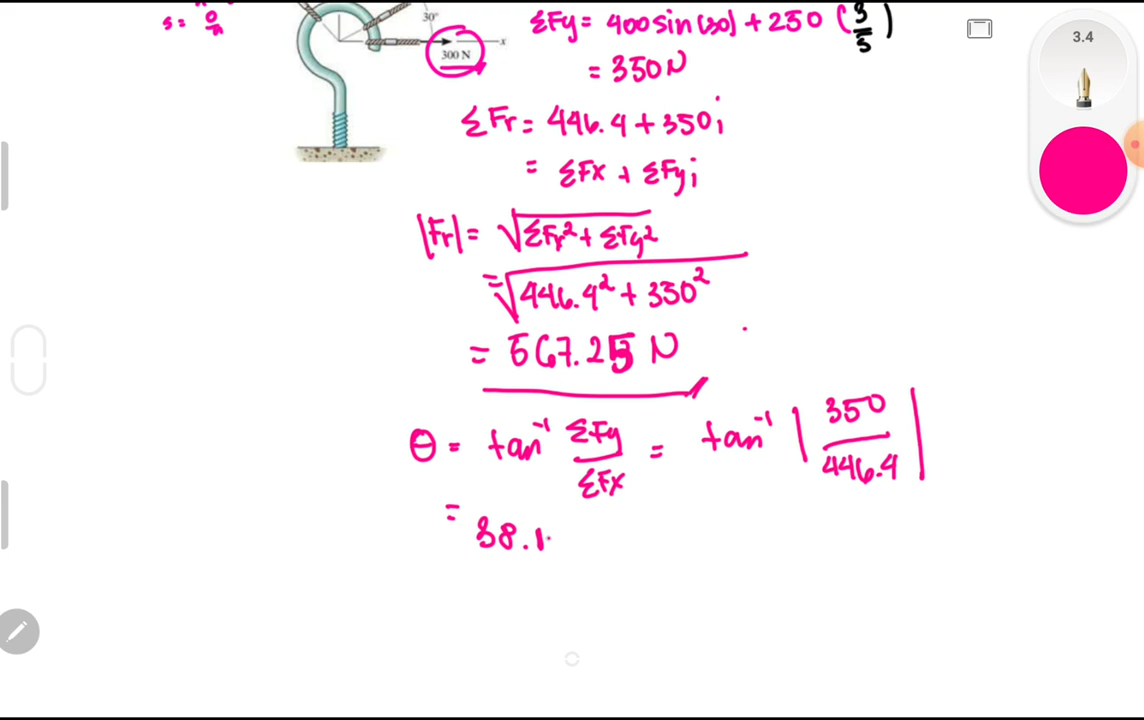 30°
x
300 N
ΣFy = 400 sin(30) + 250 (3/5)
= 350 N
ΣFr = 446.4 + 350j
= ΣFx + ΣFyj
|Fr| = √ΣFx² + ΣFy²
= √446.4² + 350²
= 567.25 N
θ = tan⁻¹ ΣFy/ΣFx = tan⁻¹ |350/446.4|
= 38.1
3.4